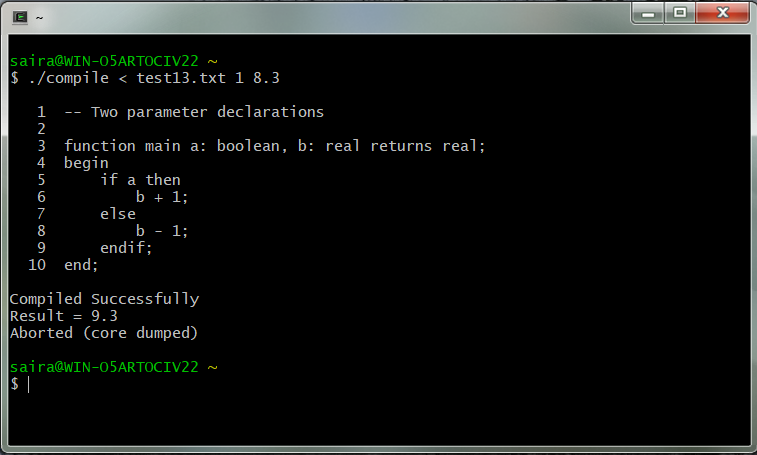 ~
saira@WIN-O5ARTOCIV22 ~
$ ./compile < test13.txt 1 8.3
1 -- Two parameter declarations
2
3 function main a: boolean, b: real returns real;
4 begin
5     if a then
6         b + 1;
7     else
8         b - 1;
9     endif;
10 end;
Compiled Successfully
Result = 9.3
Aborted (core dumped)
saira@WIN-O5ARTOCIV22 ~
$